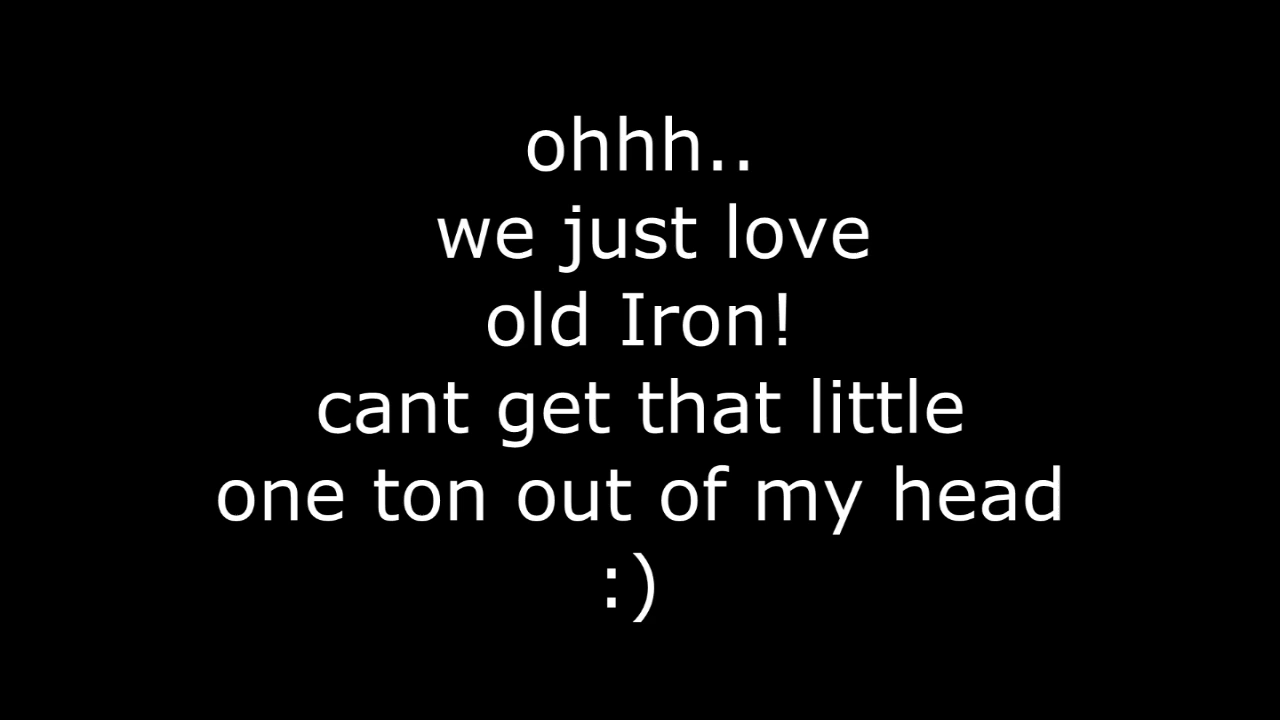 ohhh..
we just love
old Iron!
cant get that little
one ton out of my head
:)